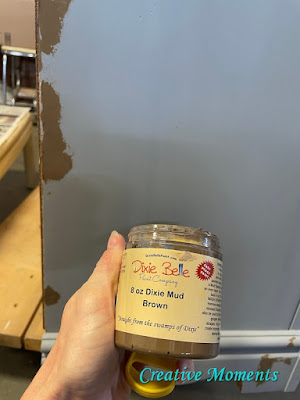 Dixie Belle
Paint Company
8 oz Dixie Mud
Brown
"Straight from the swamps of Dixie"
Creative Moments